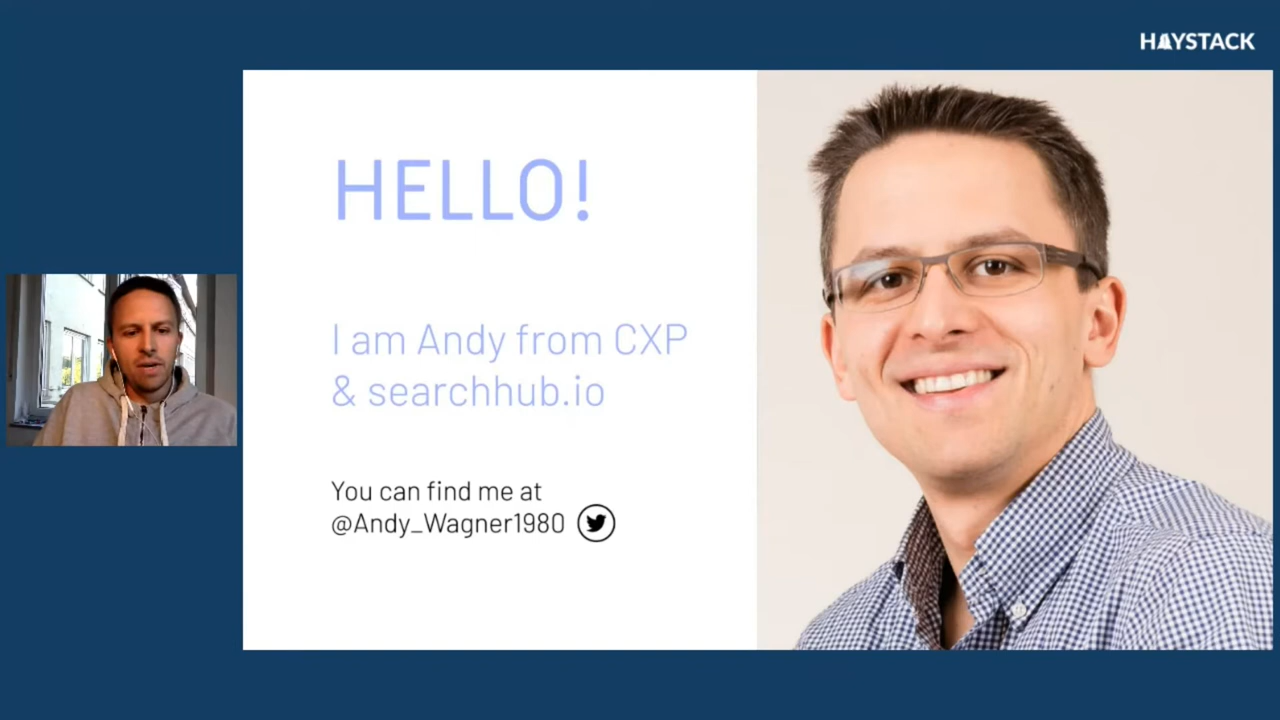 HAYSTACK
HELLO!
I am Andy from CXP
& searchhub.io
You can find me at
@Andy_Wagner1980